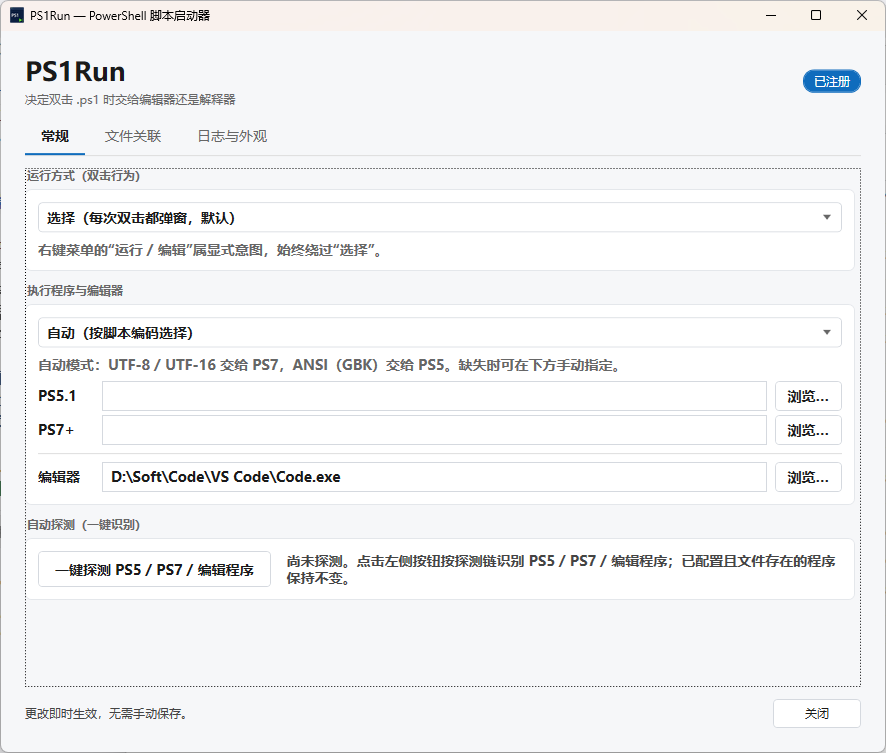 PS1Run — PowerShell 脚本启动器
PS1Run
已注册
决定双击 .ps1 时交给编辑器还是解释器
常规 文件关联 日志与外观
运行方式（双击行为）
选择（每次双击都弹窗，默认）
右键菜单的“运行 / 编辑”属显式意图，始终绕过“选择”。
执行程序与编辑器
自动（按脚本编码选择）
自动模式：UTF-8 / UTF-16 交给 PS7，ANSI（GBK）交给 PS5。缺失时可在下方手动指定。
PS5.1 浏览...
PS7+ 浏览...
编辑器 D:\Soft\Code\VS Code\Code.exe 浏览...
自动探测（一键识别）
一键探测 PS5 / PS7 / 编辑程序
尚未探测。点击左侧按钮按探测链识别 PS5 / PS7 / 编辑程序；已配置且文件存在的程序
保持不变。
更改即时生效，无需手动保存。
关闭